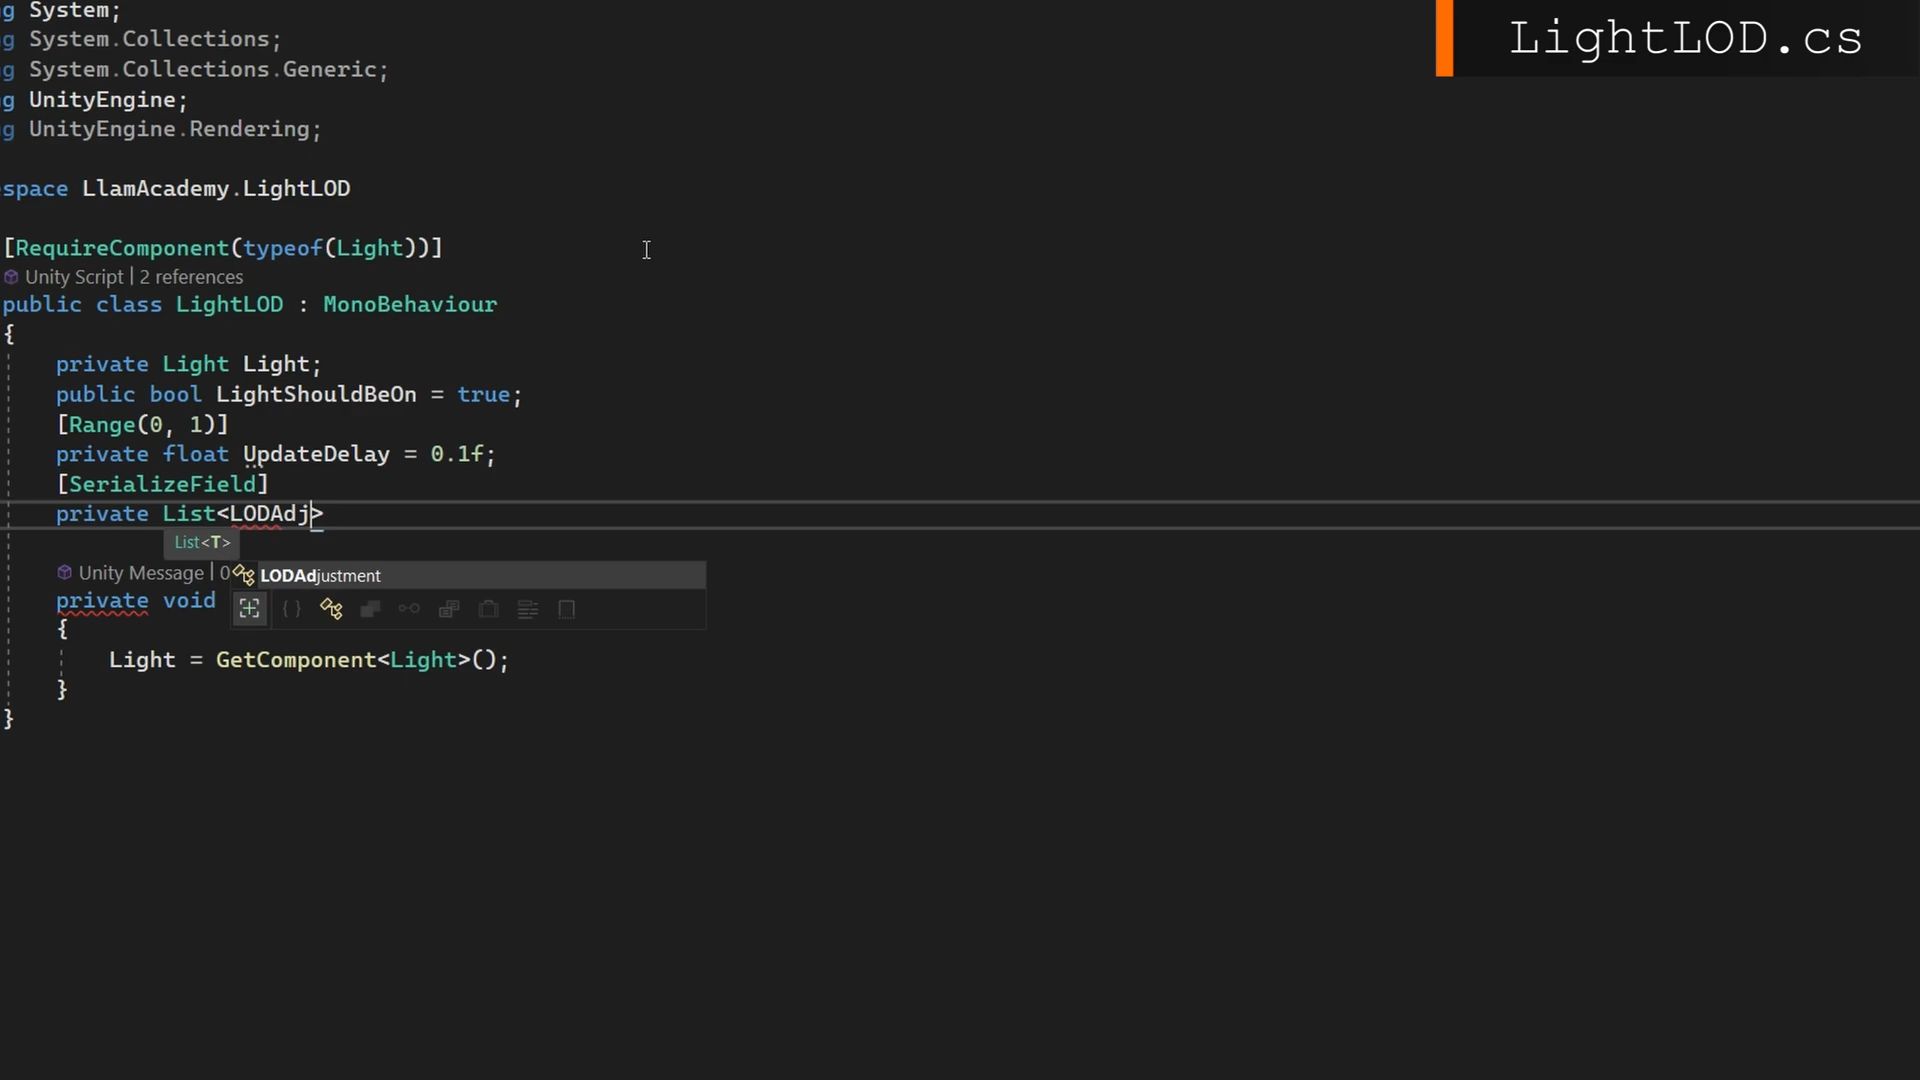 g System;
g System.Collections;
g System.Collections.Generic;
g UnityEngine;
g UnityEngine.Rendering;
LightLOD.cs
space LlamAcademy.LightLOD
[RequireComponent(typeof(Light))]
Unity Script | 2 references
public class LightLOD : MonoBehaviour
{
private Light Light;
public bool LightShouldBeOn = true;
[Range(0, 1)]
private float UpdateDelay = 0.1f;
[SerializeField]
private List<LODAdj>
List<T>
Unity Message | 0
LODAdjustment
private void
{
Light = GetComponent<Light>();
}
}